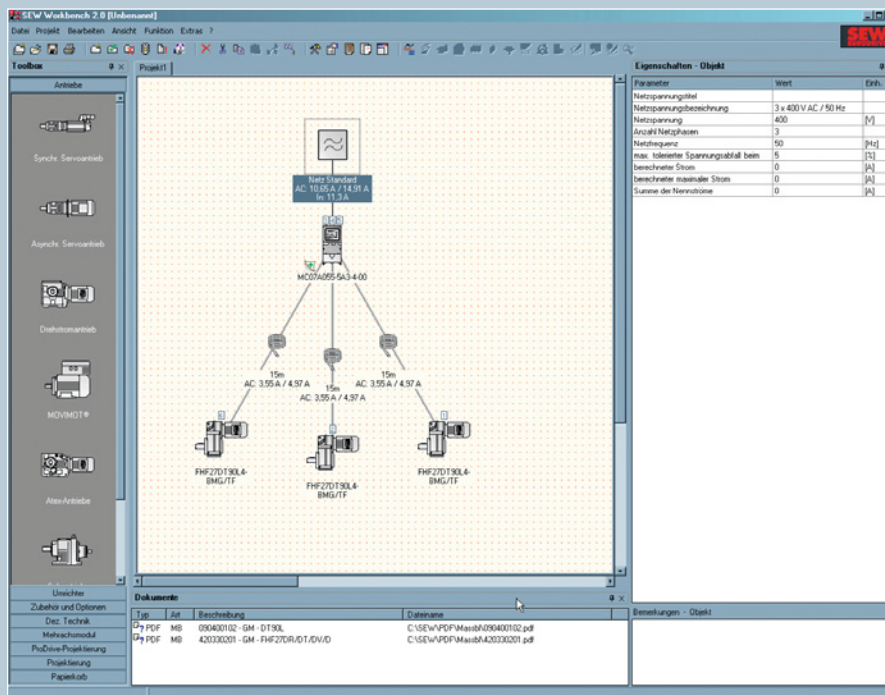 SEW Workbench 2.0 [Unbenannt]
Datei Projekt Bearbeiten Ansicht Funktion Extras ?
SEW
Toolbox
Antriebe
Synchr. Servoantrieb
Asynchr. Servoantrieb
Drehstromantrieb
MOVIMOT®
Atex-Antriebe
Umrichter
Zubehör und Optionen
Dez. Technik
Mehrachsmodul
ProDrive-Projektierung
Projektierung
Papierkorb
Projekt1
Netz Standard
AC: 10,65 A / 14,91 A
In: 11,3 A
MC07A055-5A3-4-00
15m
AC: 3,55 A / 4,97 A
15m
AC: 3,55 A / 4,97 A
15m
AC: 3,55 A / 4,97 A
FHF27DT90L4-
BMG/TF
FHF27DT90L4-
BMG/TF
FHF27DT90L4-
BMG/TF
Eigenschaften - Objekt
Parameter Wert Einh.
Netzspannungstitel
Netzspannungsbezeichnung 3 x 400 V AC / 50 Hz
Netzspannung 400 [V]
Anzahl Netzphasen 3
Netzfrequenz 50 [Hz]
max. tolerierter Spannungsabfall beim 5 [%]
berechneter Strom 0 [A]
berechneter maximaler Strom 0 [A]
Summe der Nennströme 0 [A]
Dokumente
Typ Art Beschreibung Dateiname
PDF MB 090400102 - GM - DT90L C:\SEW\PDF\Massbl\090400102.pdf
PDF MB 420330201 - GM - FHF27DR/DT/DV/D C:\SEW\PDF\Massbl\420330201.pdf
Bemerkungen - Objekt